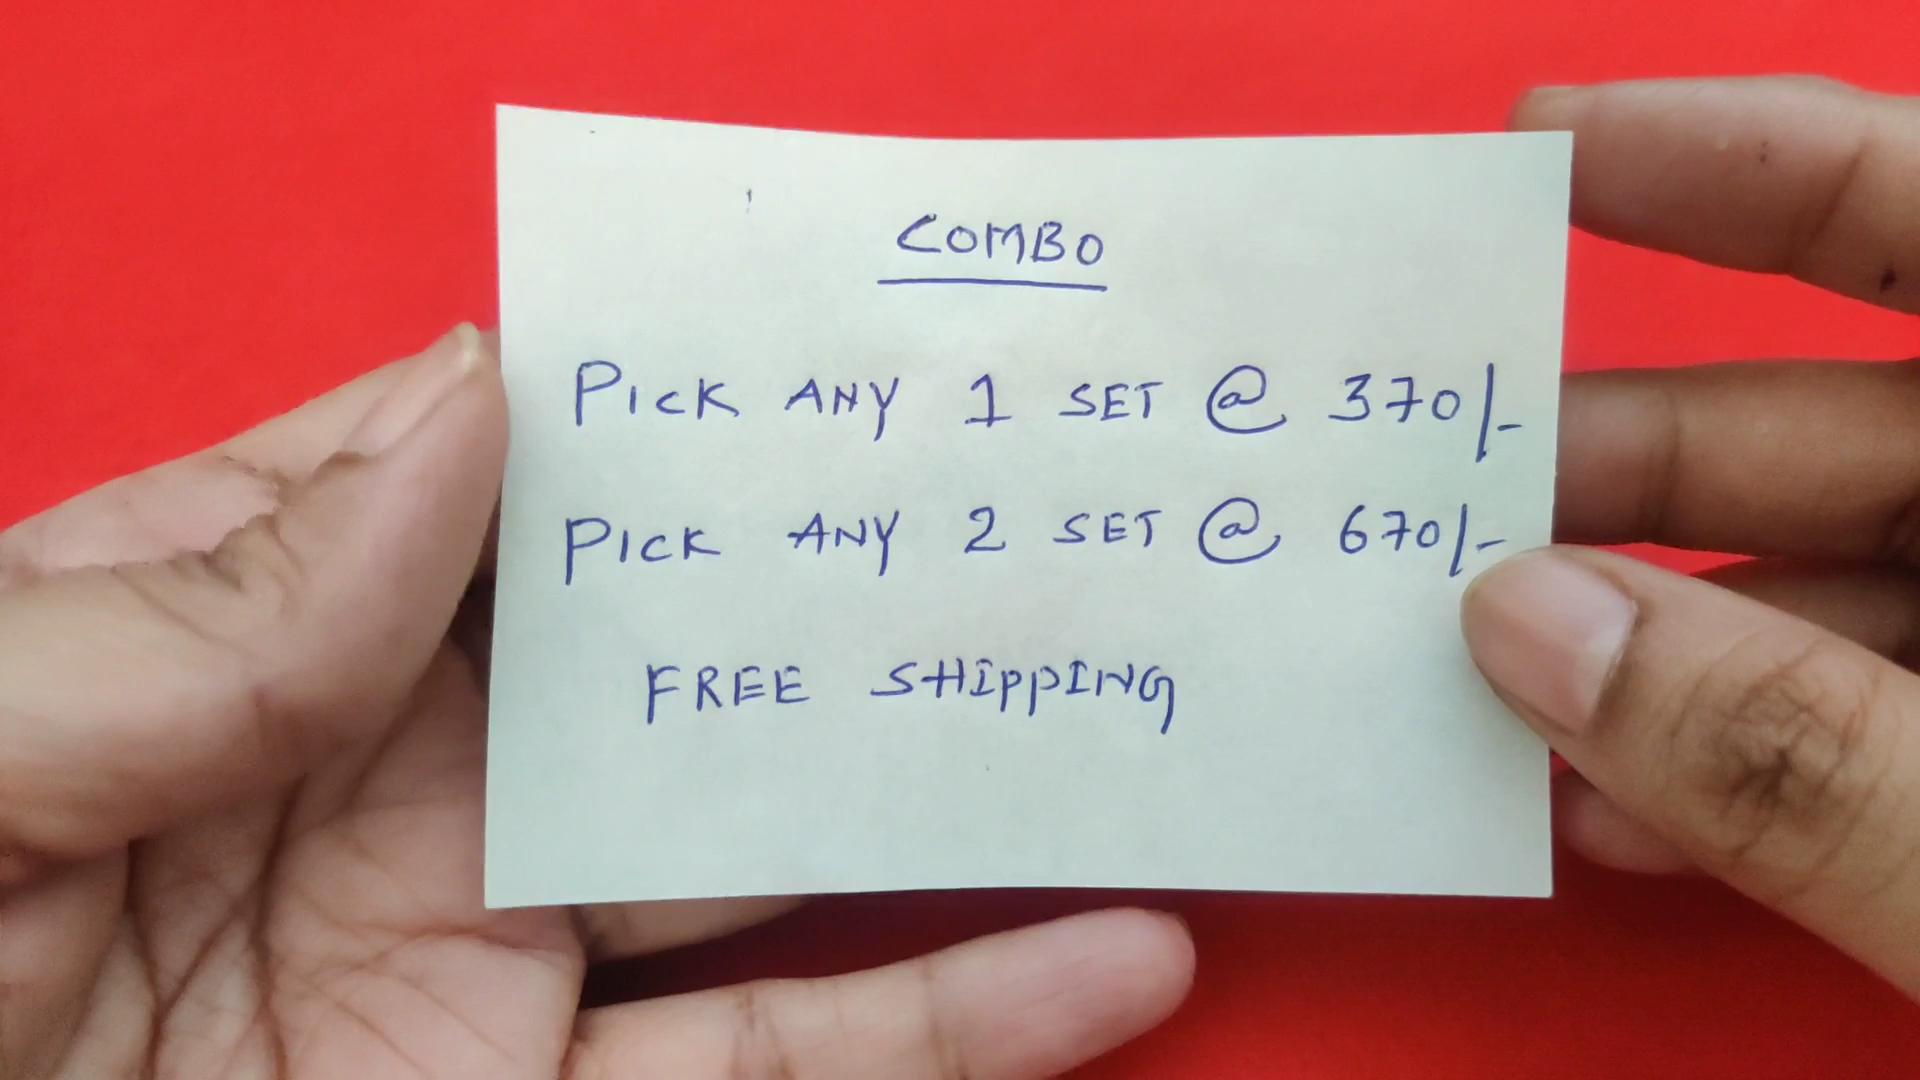 COMBO
PICK ANY 1 SET @ 370/-
PICK ANY 2 SET @ 670/-
FREE SHIPPING